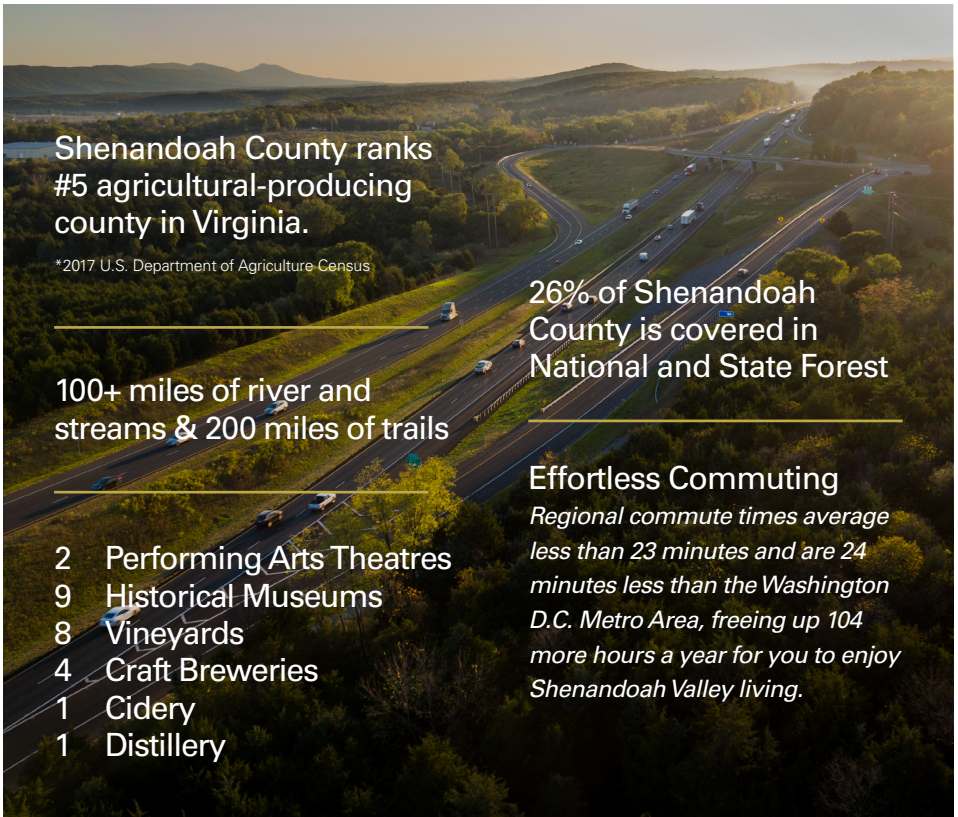 Shenandoah County ranks
#5 agricultural-producing
county in Virginia.
*2017 U.S. Department of Agriculture Census
100+ miles of river and
streams & 200 miles of trails
2 Performing Arts Theatres
9 Historical Museums
8 Vineyards
4 Craft Breweries
1 Cidery
1 Distillery
26% of Shenandoah
County is covered in
National and State Forest
Effortless Commuting
Regional commute times average
less than 23 minutes and are 24
minutes less than the Washington
D.C. Metro Area, freeing up 104
more hours a year for you to enjoy
Shenandoah Valley living.